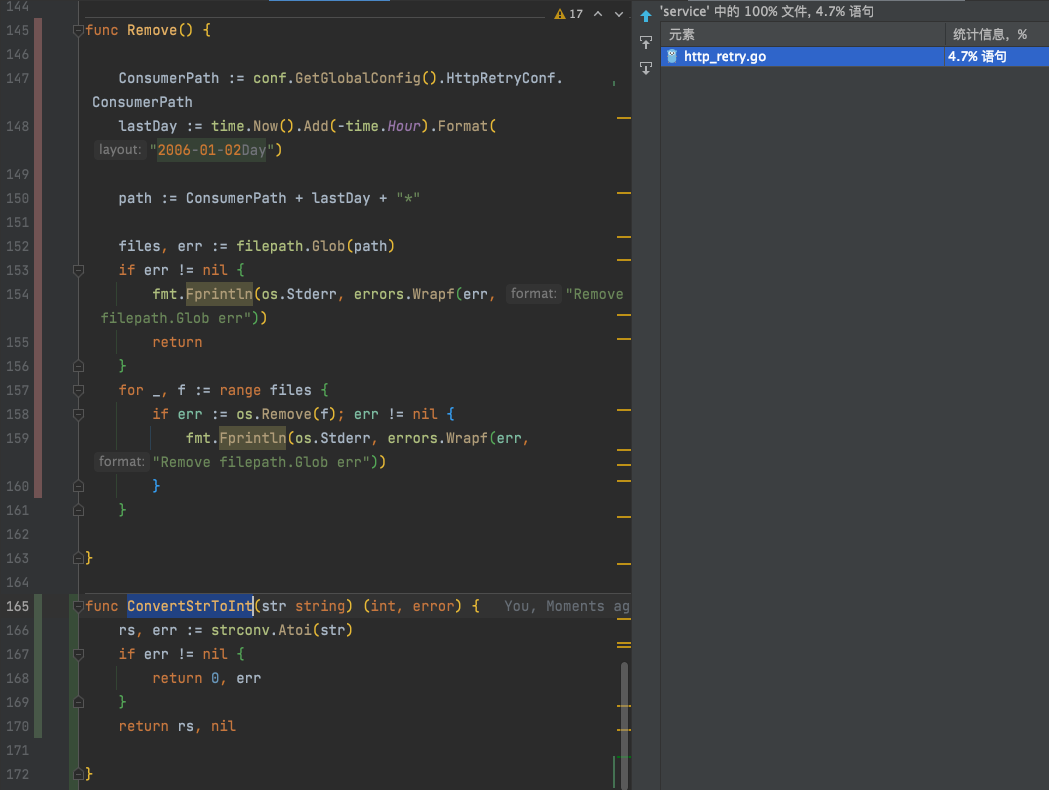 17
'service' 中的 100% 文件, 4.7% 语句
元素 统计信息, %
http_retry.go 4.7% 语句
144
145 func Remove() {
146
147 ConsumerPath := conf.GetGlobalConfig().HttpRetryConf.
ConsumerPath
148 lastDay := time.Now().Add(-time.Hour).Format(
layout: "2006-01-02Day")
149
150 path := ConsumerPath + lastDay + "*"
151
152 files, err := filepath.Glob(path)
153 if err != nil {
154 fmt.Fprintln(os.Stderr, errors.Wrapf(err, format: "Remove
filepath.Glob err"))
155 return
156 }
157 for _, f := range files {
158 if err := os.Remove(f); err != nil {
159 fmt.Fprintln(os.Stderr, errors.Wrapf(err,
format: "Remove filepath.Glob err"))
160 }
161 }
162
163 }
164
165 func ConvertStrToInt(str string) (int, error) { You, Moments ag
166 rs, err := strconv.Atoi(str)
167 if err != nil {
168 return 0, err
169 }
170 return rs, nil
171
172 }